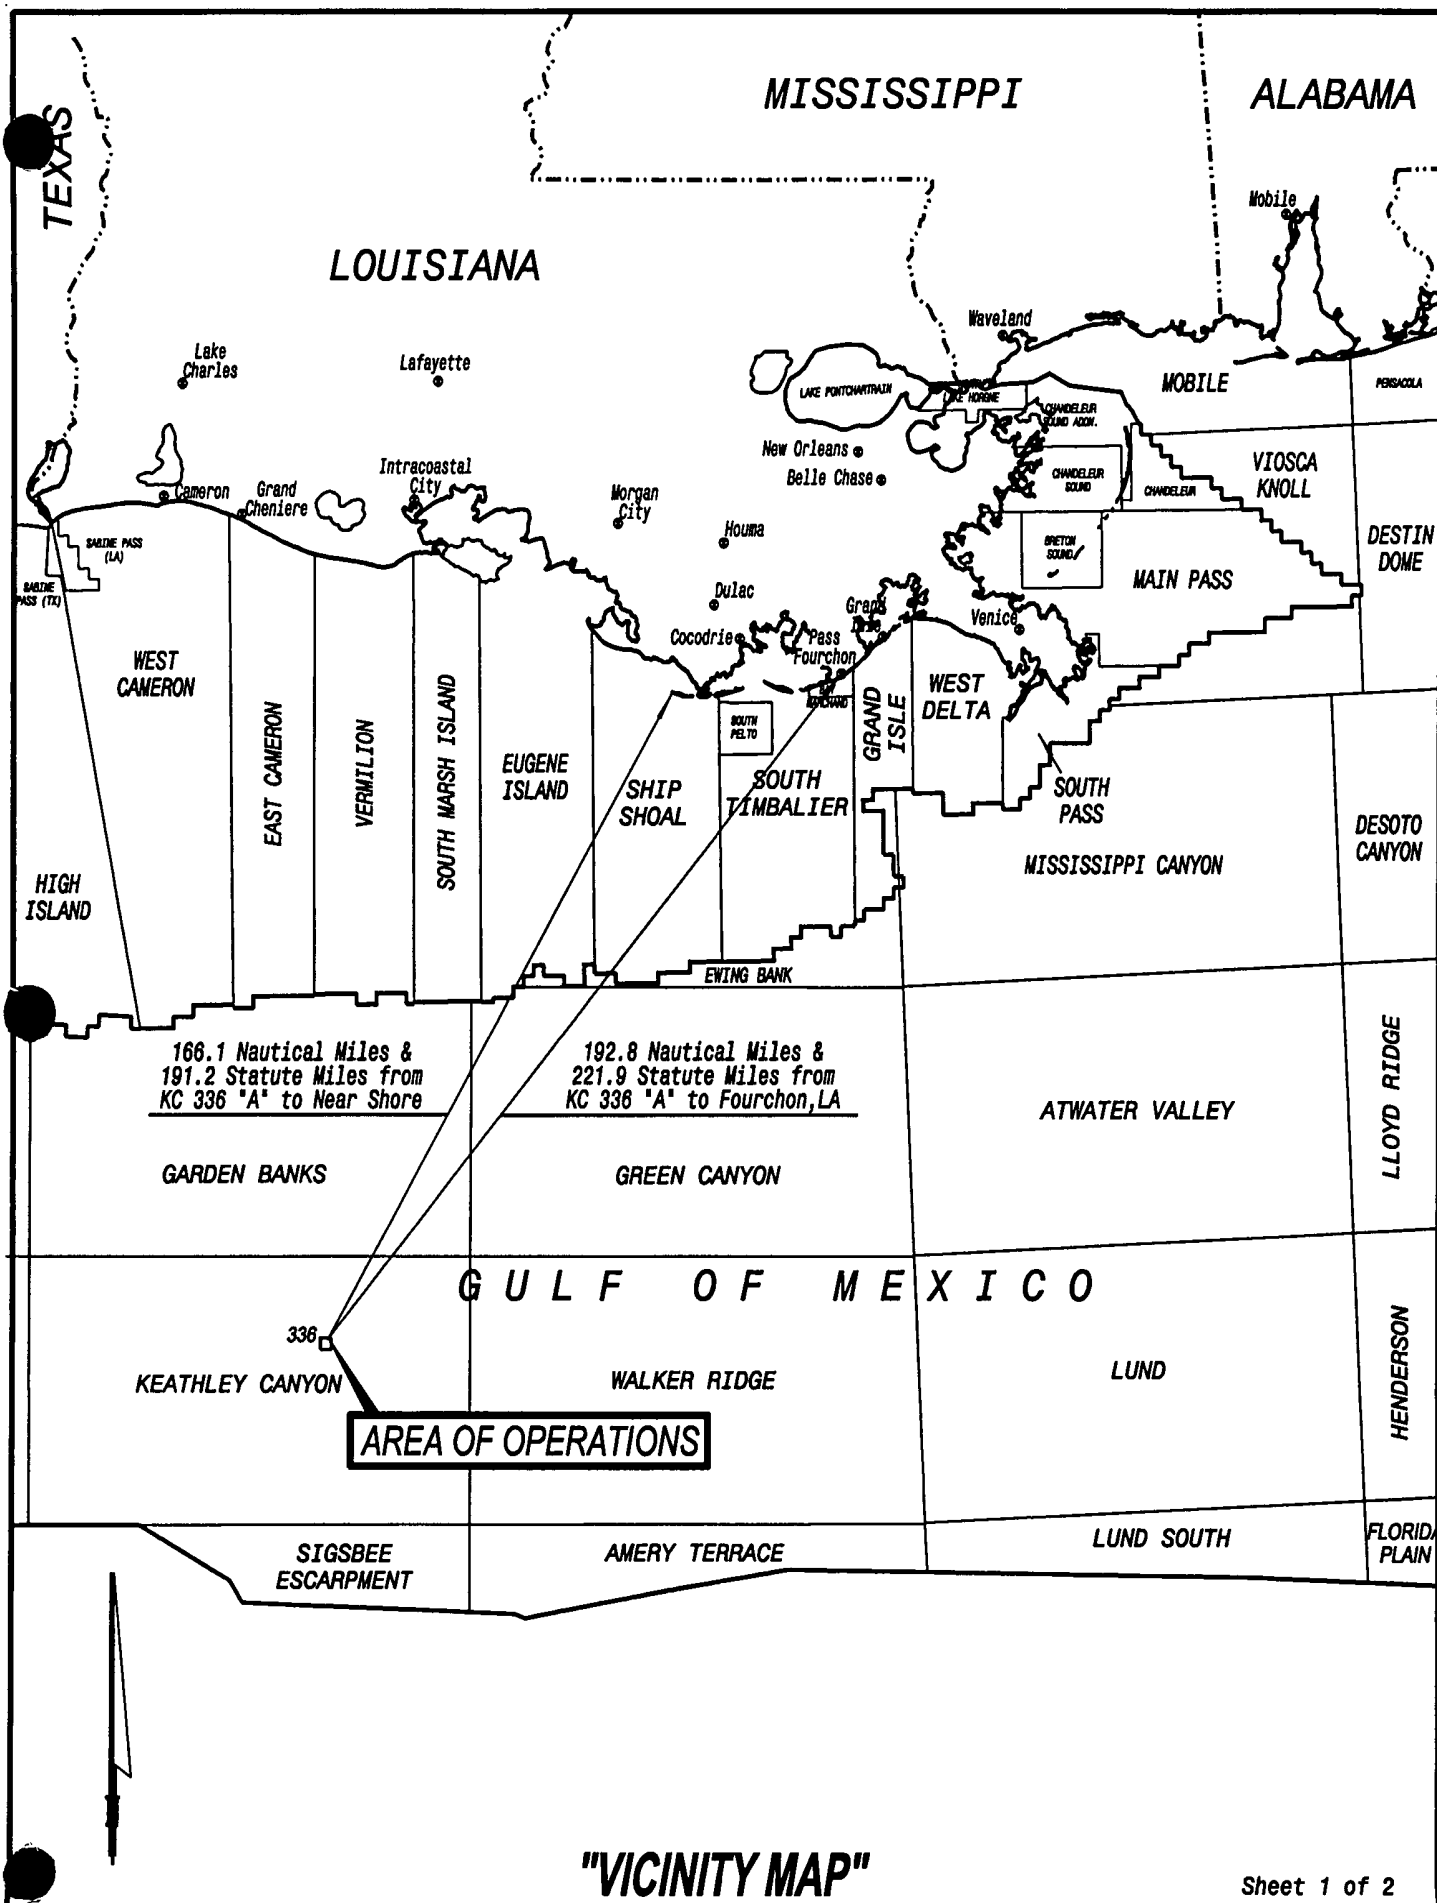 MISSISSIPPI
ALABAMA
TEXAS
LOUISIANA
Mobile
Waveland
Lake
Charles
Lafayette
LAKE PONTCHARTRAIN
MOBILE
PENSACOLA
CHANDELEUR
SOUND ADDN.
New Orleans
Belle Chase
VIOSCA
KNOLL
CHANDELEUR
SOUND
CHANDELEUR
Cameron
Grand
Cheniere
Intracoastal
City
Morgan
City
Houma
SABINE PASS
(LA)
SABINE
PASS (TX)
BRETON
SOUND
MAIN PASS
DESTIN
DOME
Dulac
Cocodrie
Grand
Isle
Pass
Fourchon
Venice
WEST
CAMERON
EAST CAMERON
VERMILION
SOUTH MARSH ISLAND
EUGENE
ISLAND
SHIP
SHOAL
SOUTH
PELTO
SOUTH
TIMBALIER
GRAND
ISLE
WEST
DELTA
SOUTH
PASS
MISSISSIPPI CANYON
DESOTO
CANYON
HIGH
ISLAND
EWING BANK
166.1 Nautical Miles &
191.2 Statute Miles from
KC 336 "A" to Near Shore
192.8 Nautical Miles &
221.9 Statute Miles from
KC 336 "A" to Fourchon,LA
ATWATER VALLEY
LLOYD RIDGE
GARDEN BANKS
GREEN CANYON
GULF OF MEXICO
336
KEATHLEY CANYON
WALKER RIDGE
LUND
HENDERSON
AREA OF OPERATIONS
SIGSBEE
ESCARPMENT
AMERY TERRACE
LUND SOUTH
FLORIDA
PLAIN
"VICINITY MAP"
Sheet 1 of 2